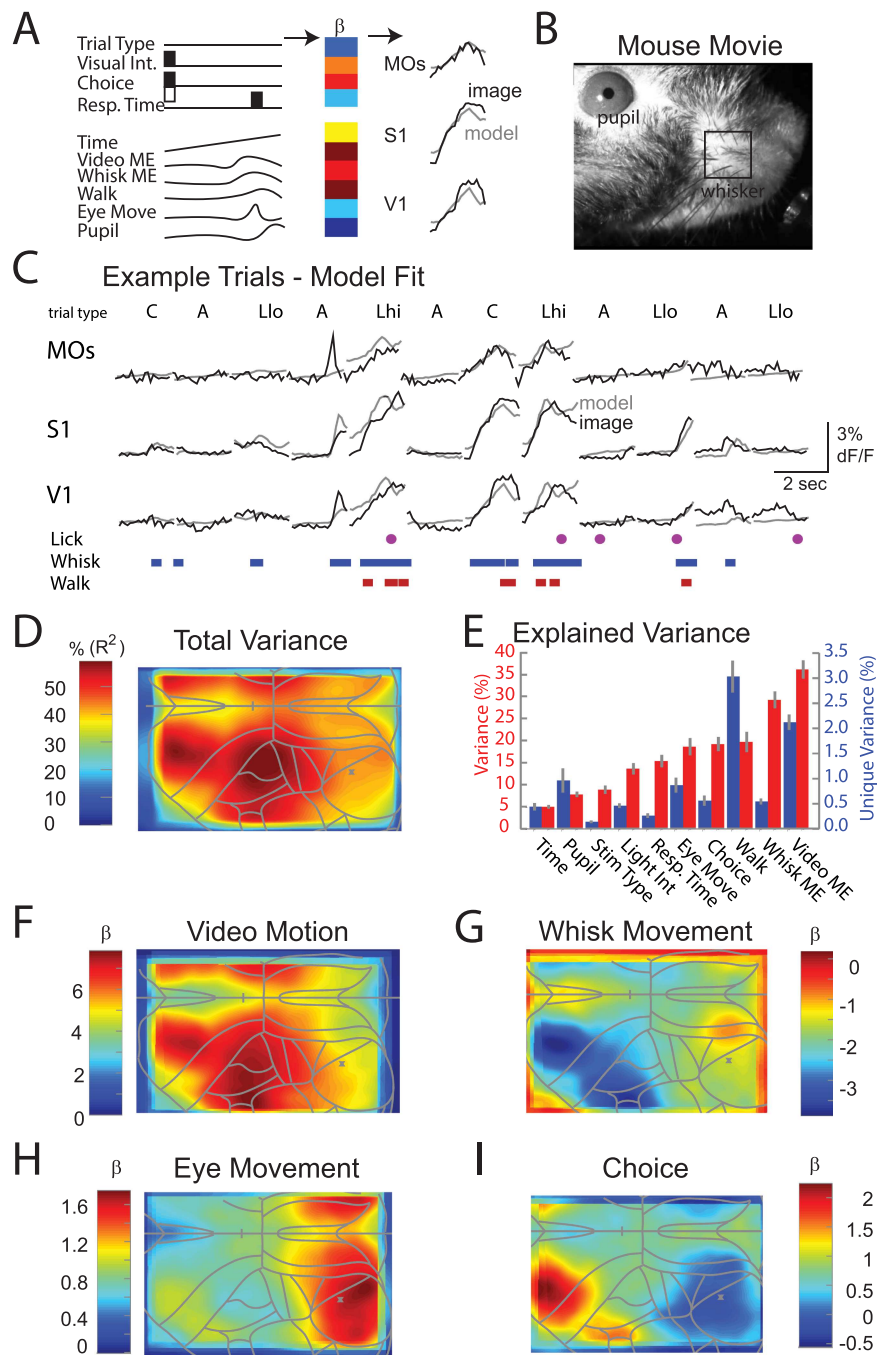 A
Trial Type
Visual Int.
Choice
Resp. Time
Time
Video ME
Whisk ME
Walk
Eye Move
Pupil
β
MOs
image
model
S1
V1
B
Mouse Movie
pupil
whisker
C
Example Trials - Model Fit
trial type C A Llo A Lhi A C Lhi A Llo A Llo
MOs
S1
model
image
3%
dF/F
2 sec
V1
Lick
Whisk
Walk
D
Total Variance
% (R²)
50
40
30
20
10
0
E
Explained Variance
Variance (%)
40
35
30
25
20
15
10
5
0
Unique Variance (%)
3.5
3.0
2.5
2.0
1.5
1.0
0.5
0.0
Time
Pupil
Stim Type
Light Int
Resp. Time
Eye Move
Choice
Walk
Whisk ME
Video ME
F
Video Motion
β
6
4
2
0
G
Whisk Movement
β
0
-1
-2
-3
H
Eye Movement
β
1.6
1.2
0.8
0.4
0
I
Choice
β
2
1.5
1
0.5
0
-0.5